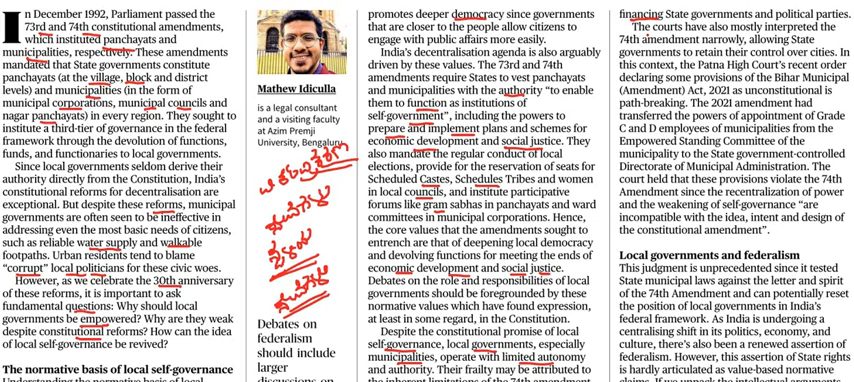 In December 1992, Parliament passed the
73rd and 74th constitutional amendments,
which instituted panchayats and
municipalities, respectively. These amendments
mandated that State governments constitute
panchayats (at the village, block and district
levels) and municipalities (in the form of
municipal corporations, municipal councils and
nagar panchayats) in every region. They sought to
institute a third-tier of governance in the federal
framework through the devolution of functions,
funds, and functionaries to local governments.
Since local governments seldom derive their
authority directly from the Constitution, India's
constitutional reforms for decentralisation are
exceptional. But despite these reforms, municipal
governments are often seen to be ineffective in
addressing even the most basic needs of citizens,
such as reliable water supply and walkable
footpaths. Urban residents tend to blame
"corrupt" local politicians for these civic woes.
However, as we celebrate the 30th anniversary
of these reforms, it is important to ask
fundamental questions: Why should local
governments be empowered? Why are they weak
despite constitutional reforms? How can the idea
of local self-governance be revived?
The normative basis of local self-governance
Mathew Idiculla
is a legal consultant
and a visiting faculty
at Azim Premji
University, Bengaluru
Debates on
federalism
should include
larger
discussions on
promotes deeper democracy since governments
that are closer to the people allow citizens to
engage with public affairs more easily.
India's decentralisation agenda is also arguably
driven by these values. The 73rd and 74th
amendments require States to vest panchayats
and municipalities with the authority "to enable
them to function as institutions of
self-government", including the powers to
prepare and implement plans and schemes for
economic development and social justice. They
also mandate the regular conduct of local
elections, provide for the reservation of seats for
Scheduled Castes, Schedules Tribes and women
in local councils, and institute participative
forums like gram sabhas in panchayats and ward
committees in municipal corporations. Hence,
the core values that the amendments sought to
entrench are that of deepening local democracy
and devolving functions for meeting the ends of
economic development and social justice.
Debates on the role and responsibilities of local
governments should be foregrounded by these
normative values which have found expression,
at least in some regard, in the Constitution.
Despite the constitutional promise of local
self-governance, local governments, especially
municipalities, operate with limited autonomy
and authority. Their frailty may be attributed to
the inherent limitations of the 74th amendment
financing State governments and political parties.
The courts have also mostly interpreted the
74th amendment narrowly, allowing State
governments to retain their control over cities. In
this context, the Patna High Court's recent order
declaring some provisions of the Bihar Municipal
(Amendment) Act, 2021 as unconstitutional is
path-breaking. The 2021 amendment had
transferred the powers of appointment of Grade
C and D employees of municipalities from the
Empowered Standing Committee of the
municipality to the State government-controlled
Directorate of Municipal Administration. The
court held that these provisions violate the 74th
Amendment since the recentralization of power
and the weakening of self-governance "are
incompatible with the idea, intent and design of
the constitutional amendment".
Local governments and federalism
This judgment is unprecedented since it tested
State municipal laws against the letter and spirit
of the 74th Amendment and can potentially reset
the position of local governments in India's
federal framework. As India is undergoing a
centralising shift in its politics, economy, and
culture, there's also been a renewed assertion of
federalism. However, this assertion of State rights
is hardly articulated as value-based normative
claims. If we unpack the